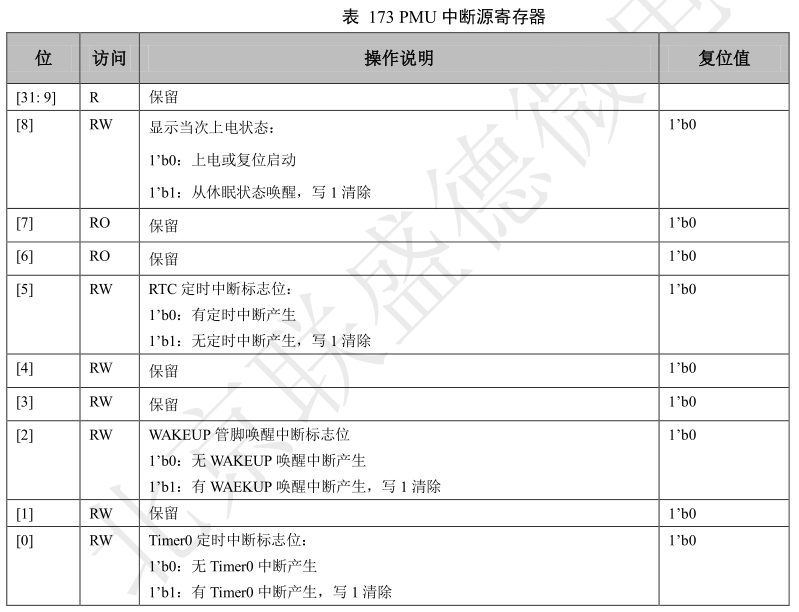 表 173 PMU 中断源寄存器
位 访问 操作说明 复位值
[31: 9] R 保留
[8] RW 显示当次上电状态： 1’b0
1’b0：上电或复位启动
1’b1：从休眠状态唤醒，写 1 清除
[7] RO 保留 1’b0
[6] RO 保留 1’b0
[5] RW RTC 定时中断标志位： 1’b0
1’b0：有定时中断产生
1’b1：无定时中断产生，写 1 清除
[4] RW 保留 1’b0
[3] RW 保留 1’b0
[2] RW WAKEUP 管脚唤醒中断标志位 1’b0
1’b0：无 WAKEUP 唤醒中断产生
1’b1：有 WAEKUP 唤醒中断产生，写 1 清除
[1] RW 保留 1’b0
[0] RW Timer0 定时中断标志位： 1’b0
1’b0：无 Timer0 中断产生
1’b1：有 Timer0 中断产生，写 1 清除
北京联盛德微电